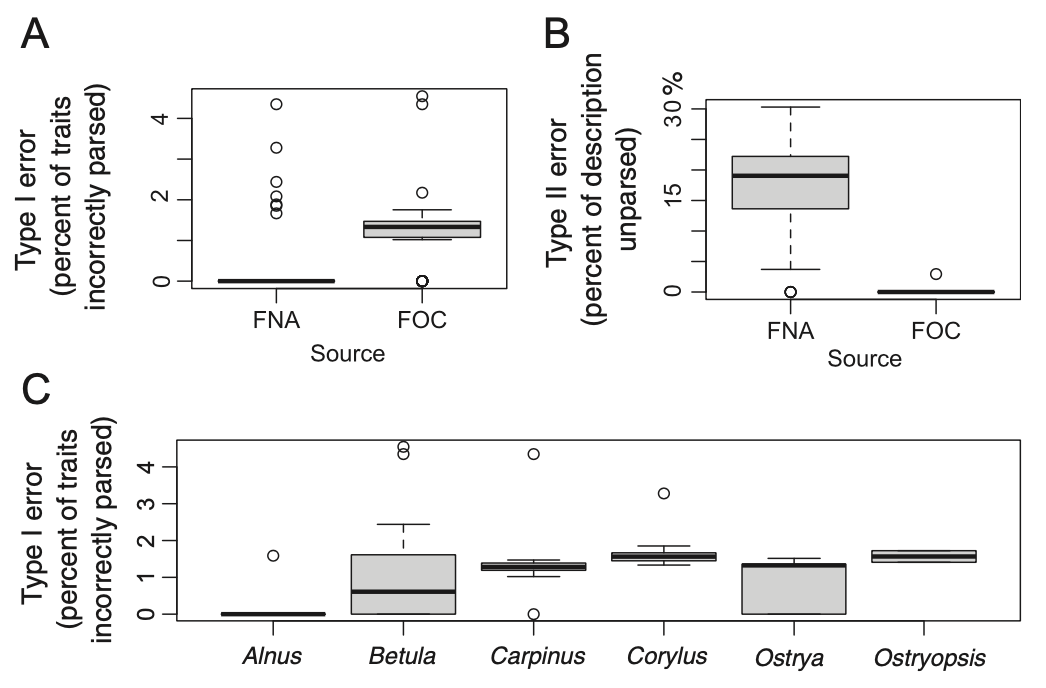 A
Type I error
(percent of traits
incorrectly parsed)
4
2
0
FNA
FOC
Source
B
Type II error
(percent of description
unparsed)
30 %
15
0
FNA
FOC
Source
C
Type I error
(percent of traits
incorrectly parsed)
4
3
2
1
0
Alnus
Betula
Carpinus
Corylus
Ostrya
Ostryopsis